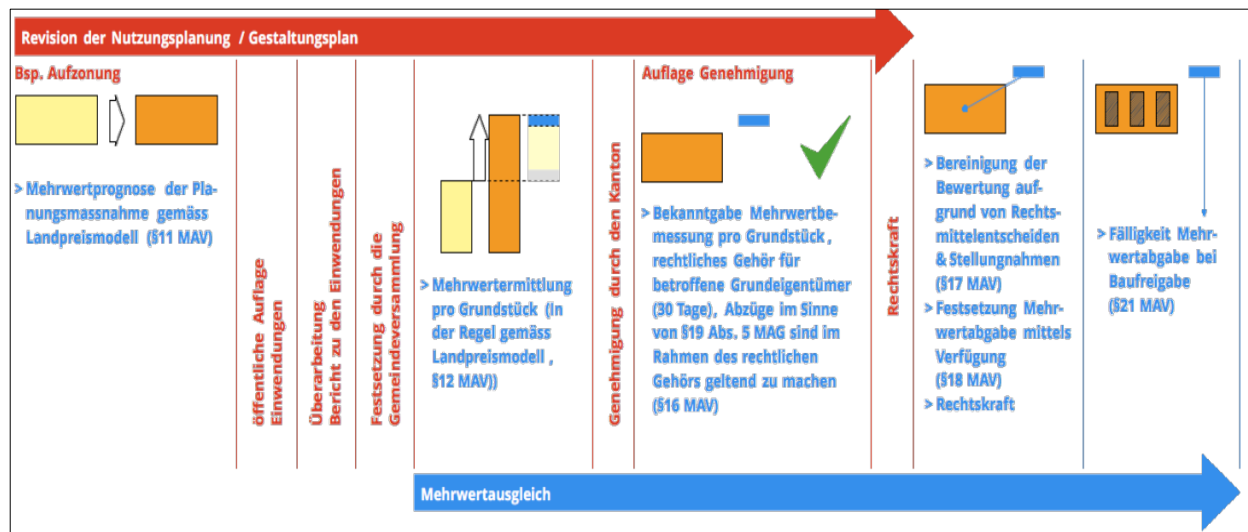 Revision der Nutzungsplanung / Gestaltungsplan
Bsp. Aufzonung
> Mehrwertprognose der Pla-
nungsmassnahme gemäss
Landpreismodell (§11 MAV)
öffentliche Auflage
Einwendungen
Überarbeitung
Bericht zu den Einwendungen
Festsetzung durch die
Gemeindeversammlung
> Mehrwertermittlung
pro Grundstück (In
der Regel gemäss
Landpreismodell ,
§12 MAV))
Genehmigung durch den Kanton
Auflage Genehmigung
> Bekanntgabe Mehrwertbe-
messung pro Grundstück ,
rechtliches Gehör für
betroffene Grundeigentümer
(30 Tage), Abzüge im Sinne
von §19 Abs. 5 MAG sind im
Rahmen des rechtlichen
Gehörs geltend zu machen
(§16 MAV)
Rechtskraft
> Bereinigung der
Bewertung auf-
grund von Rechts-
mittelentscheiden
& Stellungnahmen
(§17 MAV)
> Festsetzung Mehr-
wertabgabe mittels
Verfügung
(§18 MAV)
> Rechtskraft
> Fälligkeit Mehr-
wertabgabe bei
Baufreigabe
(§21 MAV)
Mehrwertausgleich